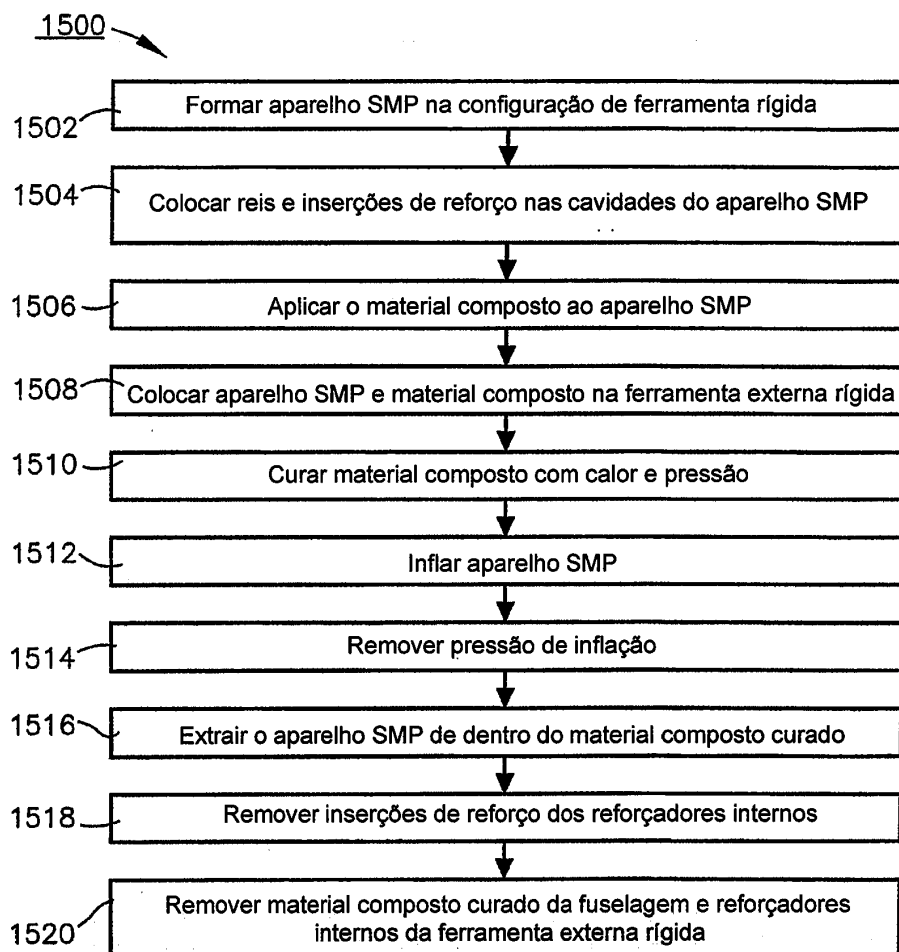 1500
1502
Formar aparelho SMP na configuração de ferramenta rígida
1504
Colocar reis e inserções de reforço nas cavidades do aparelho SMP
1506
Aplicar o material composto ao aparelho SMP
1508
Colocar aparelho SMP e material composto na ferramenta externa rígida
1510
Curar material composto com calor e pressão
1512
Inflar aparelho SMP
1514
Remover pressão de inflação
1516
Extrair o aparelho SMP de dentro do material composto curado
1518
Remover inserções de reforço dos reforçadores internos
1520
Remover material composto curado da fuselagem e reforçadores
internos da ferramenta externa rígida